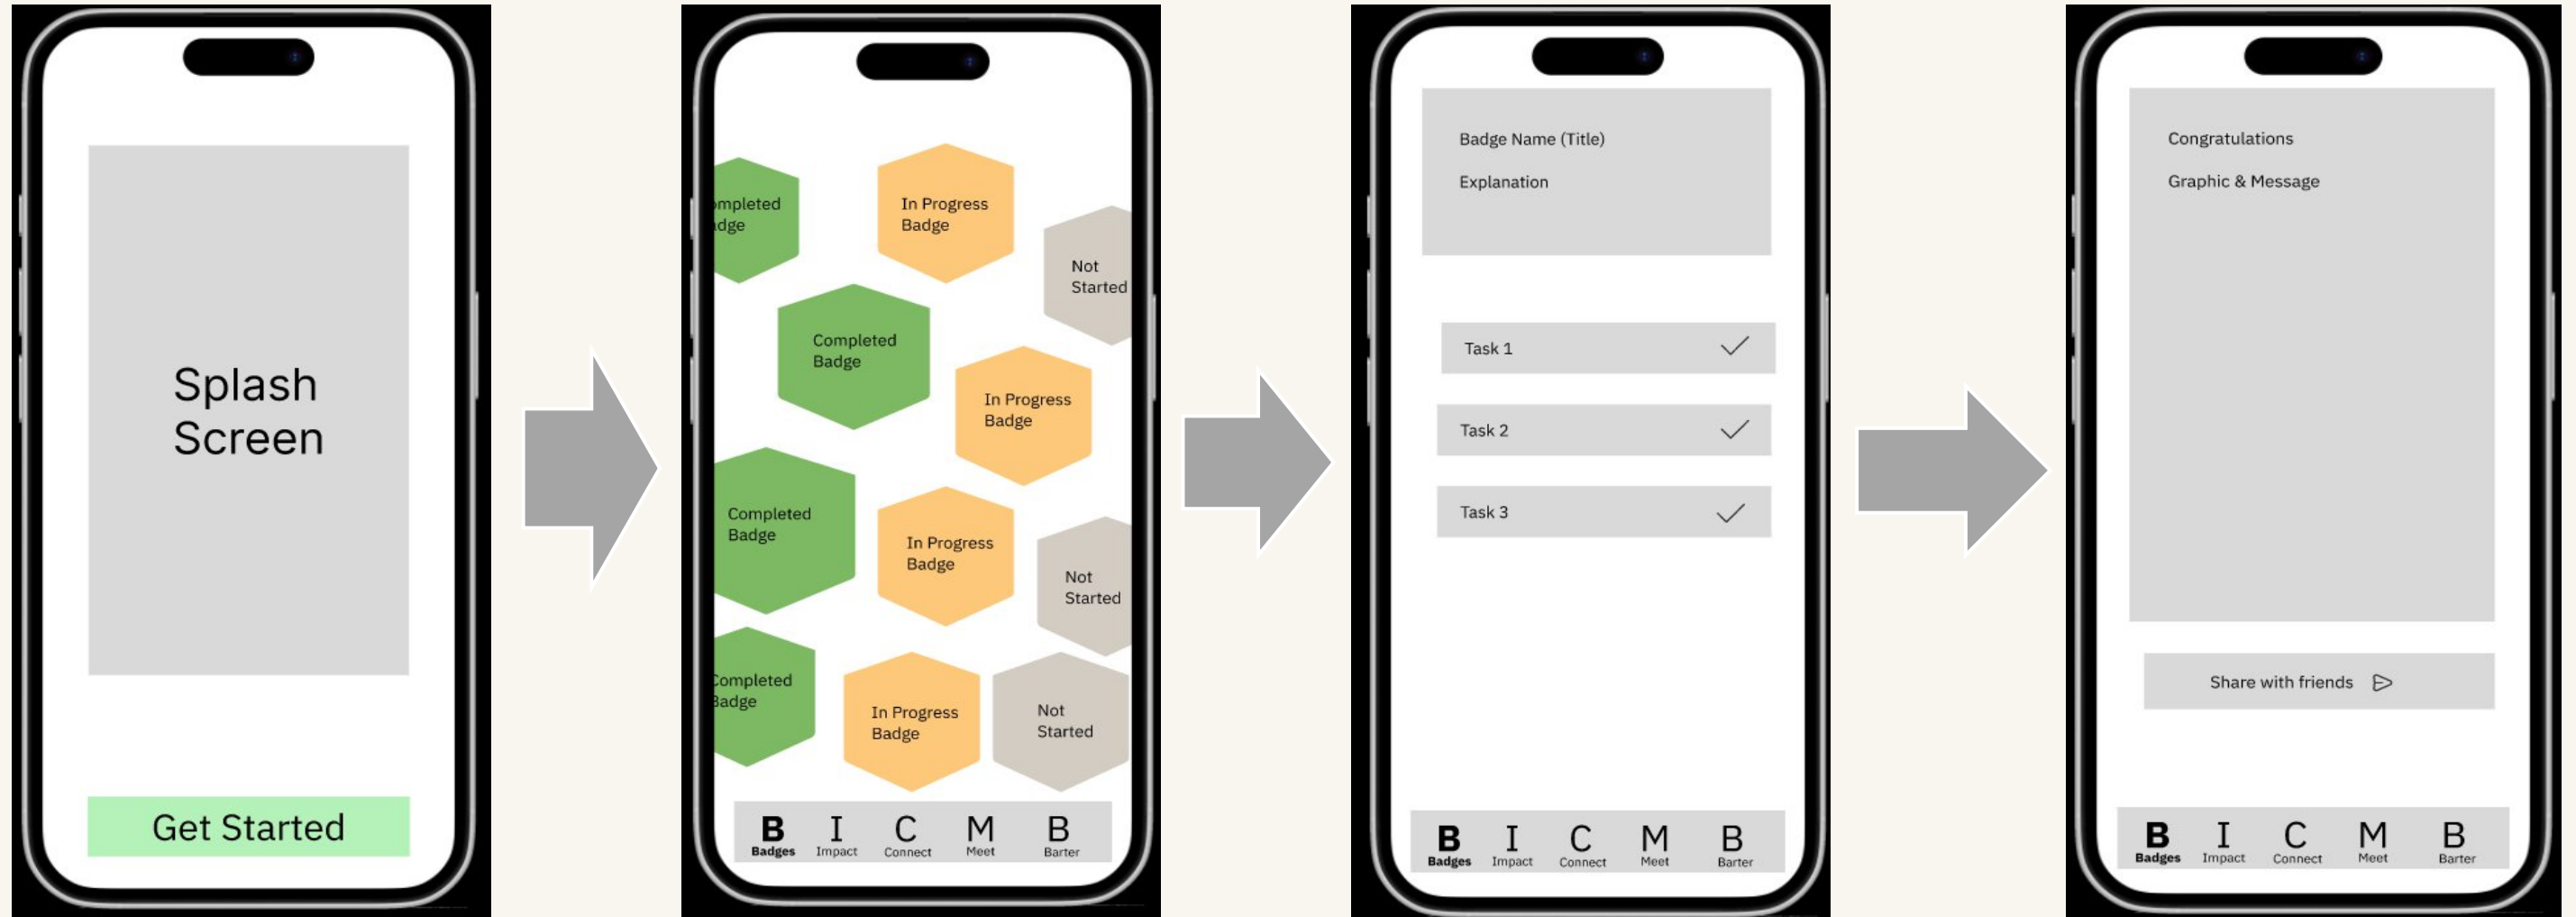 Splash
Screen
Get Started
ompleted
dge
In Progress
Badge
Not
Started
Completed
Badge
In Progress
Badge
Completed
Badge
In Progress
Badge
Not
Started
Completed
Badge
In Progress
Badge
Not
Started
B I C M B
Badges Impact Connect Meet Barter
Badge Name (Title)
Explanation
Task 1
Task 2
Task 3
B I C M B
Badges Impact Connect Meet Barter
Congratulations
Graphic & Message
Share with friends
B I C M B
Badges Impact Connect Meet Barter